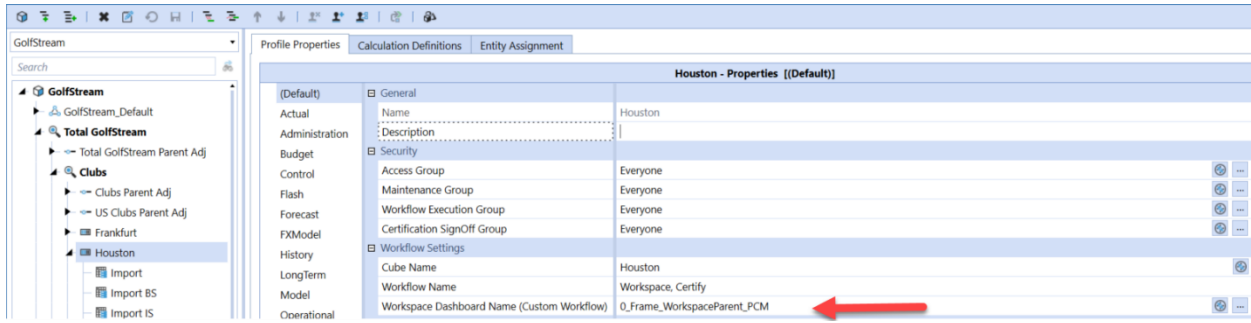 GolfStream
Search
GolfStream
GolfStream_Default
Total GolfStream
Total GolfStream Parent Adj
Clubs
Clubs Parent Adj
US Clubs Parent Adj
Frankfurt
Houston
Import
Import BS
Import IS
Profile Properties Calculation Definitions Entity Assignment
Houston - Properties [(Default)]
(Default)
Actual
Administration
Budget
Control
Flash
Forecast
FXModel
History
LongTerm
Model
Operational
General
Name Houston
Description
Security
Access Group Everyone
Maintenance Group Everyone
Workflow Execution Group Everyone
Certification SignOff Group Everyone
Workflow Settings
Cube Name Houston
Workflow Name Workspace, Certify
Workspace Dashboard Name (Custom Workflow) 0_Frame_WorkspaceParent_PCM